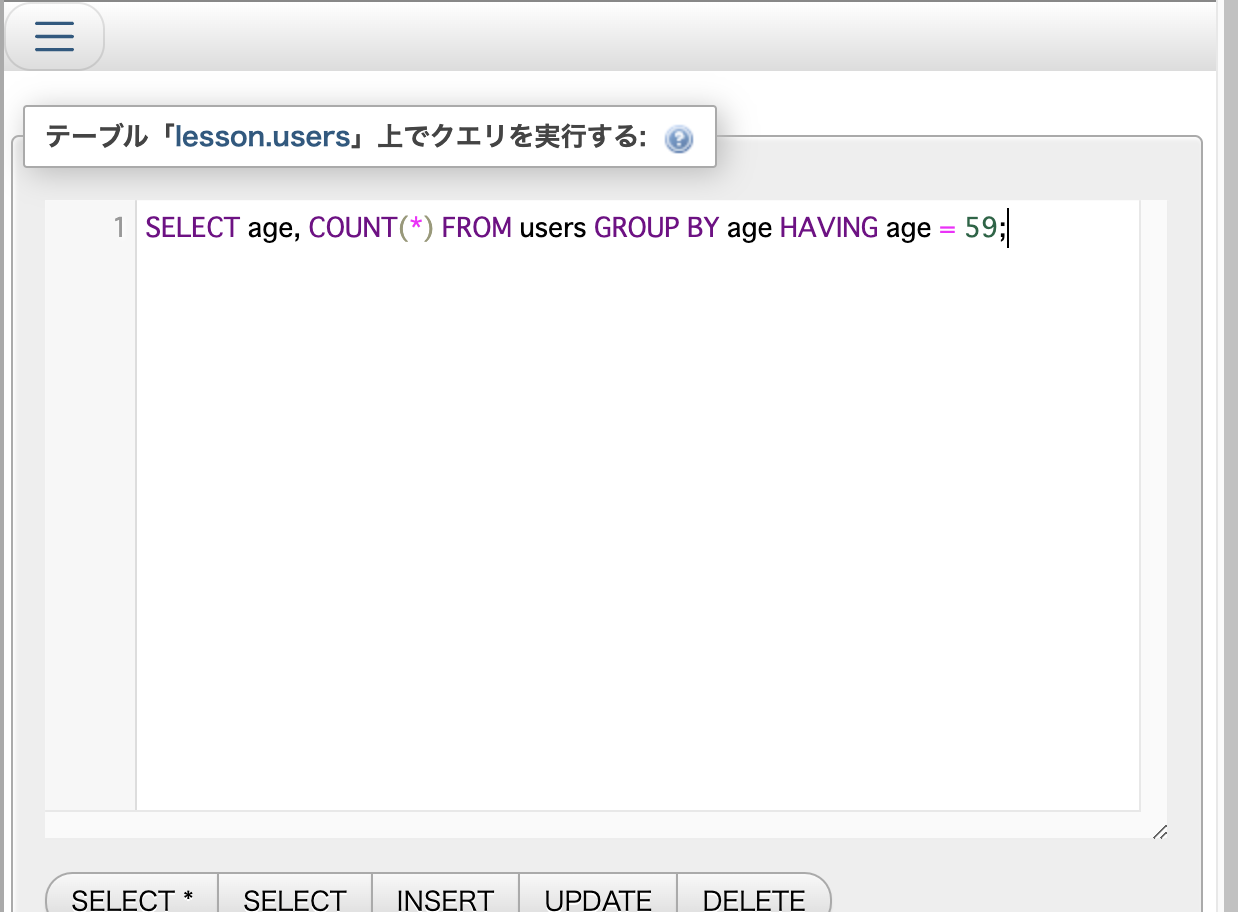 テーブル「lesson.users」上でクエリを実行する:
1 SELECT age, COUNT(*) FROM users GROUP BY age HAVING age = 59;
SELECT * SELECT INSERT UPDATE DELETE